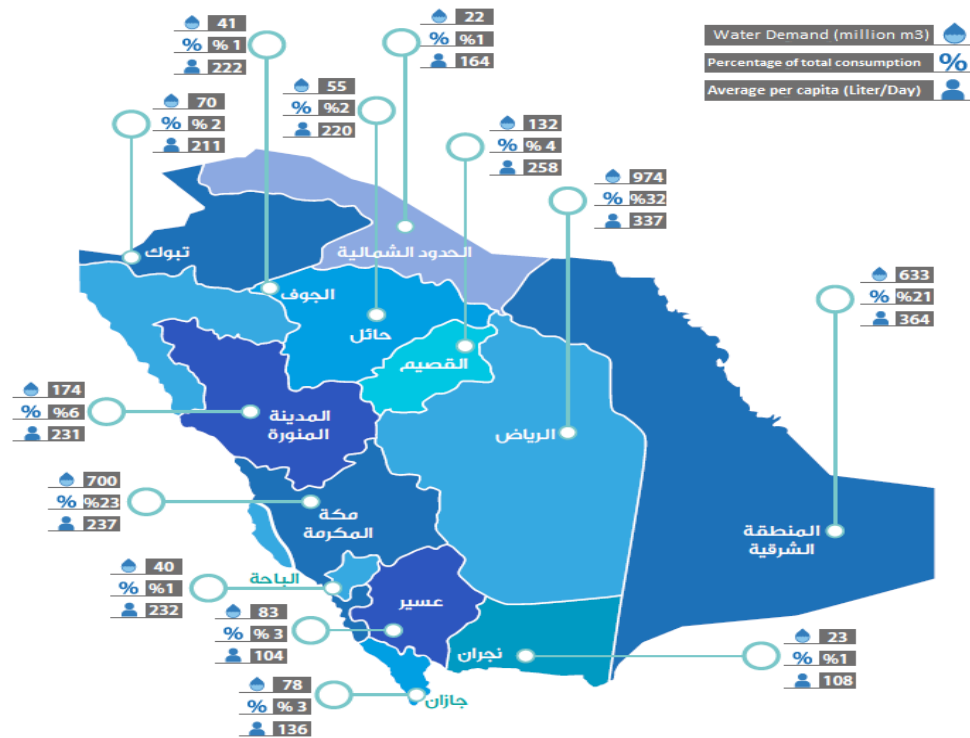 41
% %1
222
22
% %1
164
Water Demand (million m3)
Percentage of total consumption %
Average per capita (Liter/Day)
55
% %2
220
70
% %2
211
132
% %4
258
974
% %32
337
633
% %21
364
الحدود الشمالية
تبوك
الجوف
حائل
القصيم
174
% %6
231
المدينة
المنورة
الرياض
700
% %23
237
مكة
المكرمة
المنطقة
الشرقية
40
% %1
232
الباحة
عسير
83
% %3
104
نجران
23
% %1
108
78
% %3
136
جازان